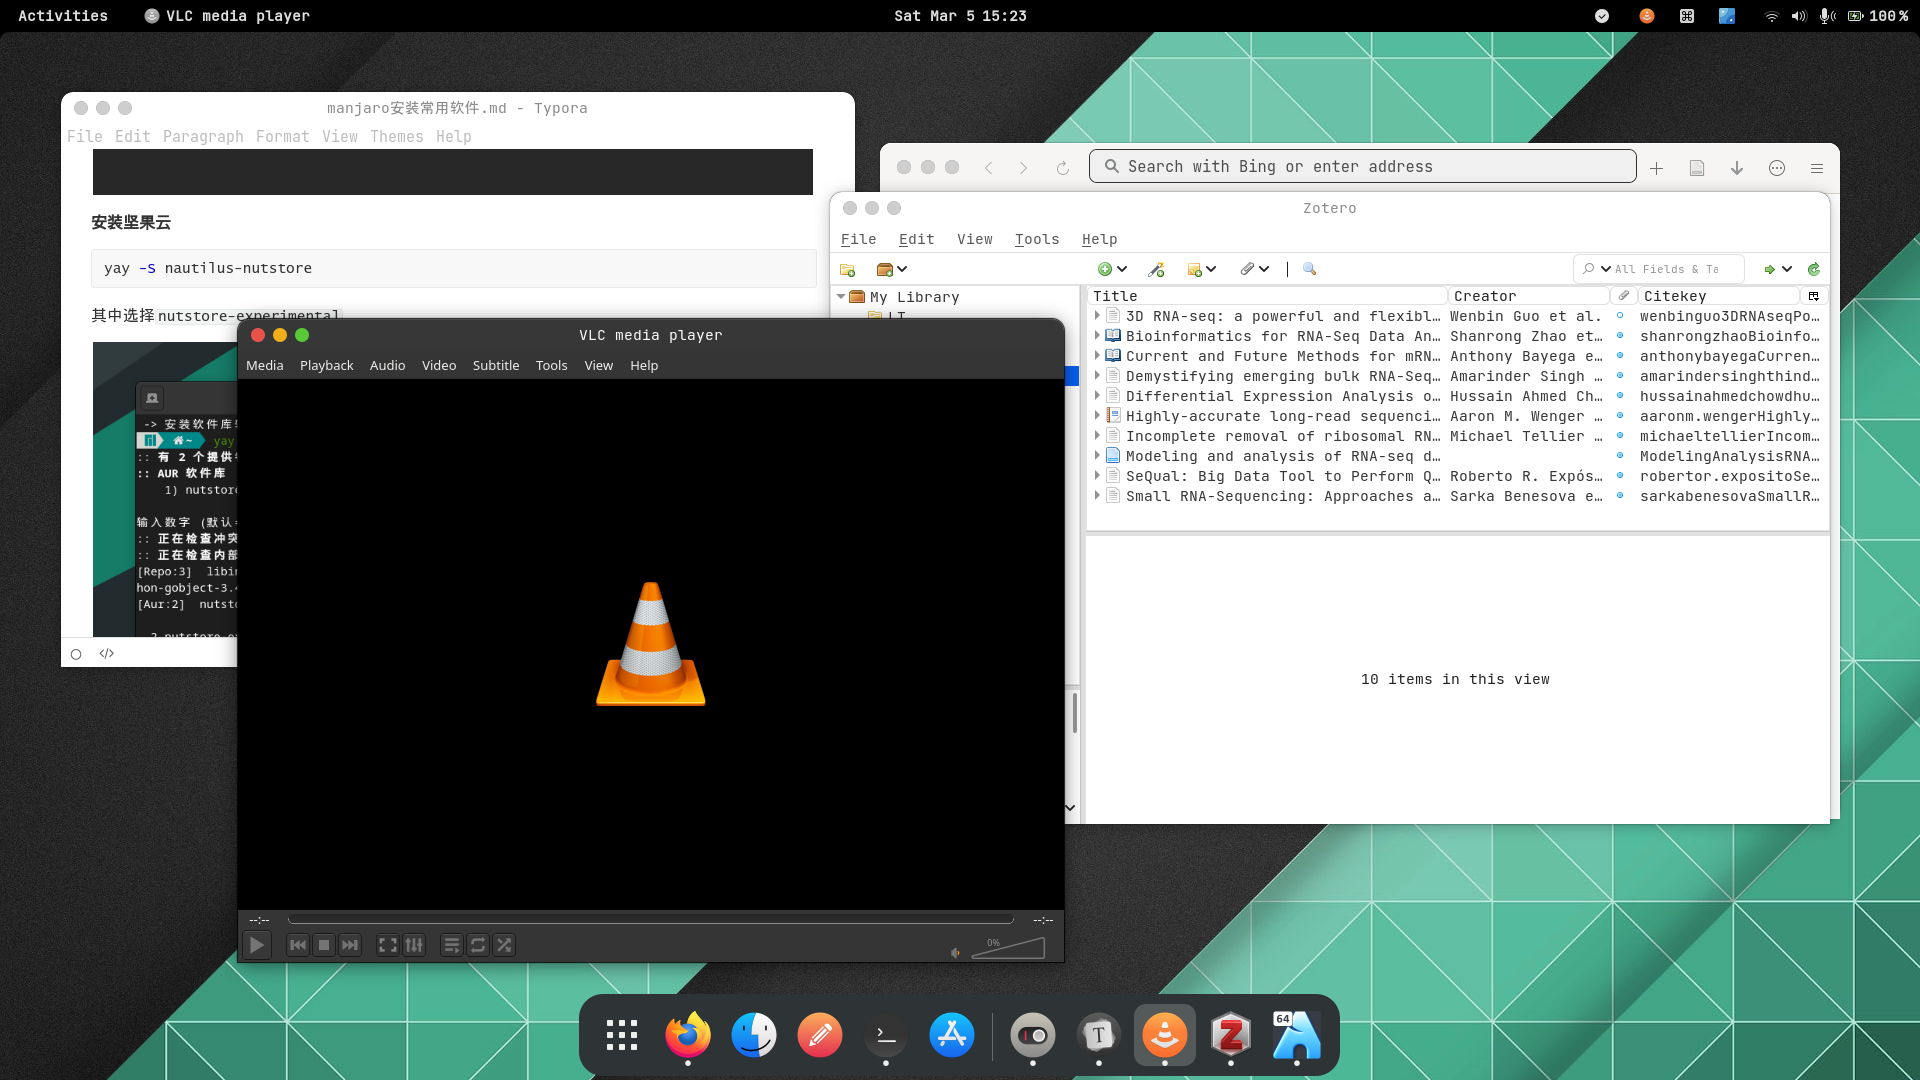 Activities
VLC media player
Sat Mar 5 15:23
100%
manjaro安装常用软件.md - Typora
File Edit Paragraph Format View Themes Help
安装坚果云
yay -S nautilus-nutstore
其中选择 nutstore-experimental
-> 安装软件库
yay
:: 有 2 个提供
:: AUR 软件库
1) nutstore
输入数字 (默认
:: 正在检查冲突
:: 正在检查内部
[Repo:3] libin
hon-gobject-3.
[Aur:2] nutsto
Search with Bing or enter address
Zotero
File Edit View Tools Help
All Fields & Ta
My Library
Title Creator Citekey
3D RNA-seq: a powerful and flexibl… Wenbin Guo et al. wenbinguo3DRNAseqPo…
Bioinformatics for RNA-Seq Data An… Shanrong Zhao et… shanrongzhaoBioinfo…
Current and Future Methods for mRN… Anthony Bayega e… anthonybayegaCurren…
Demystifying emerging bulk RNA-Seq… Amarinder Singh … amarindersinghthind…
Differential Expression Analysis o… Hussain Ahmed Ch… hussainahmedchowdhu…
Highly-accurate long-read sequenci… Aaron M. Wenger … aaronm.wengerHighly…
Incomplete removal of ribosomal RN… Michael Tellier … michaeltellierIncom…
Modeling and analysis of RNA-seq d… ModelingAnalysisRNA…
SeQual: Big Data Tool to Perform Q… Roberto R. Expós… robertor.expositoSe…
Small RNA-Sequencing: Approaches a… Sarka Benesova e… sarkabenesovaSmallR…
10 items in this view
VLC media player
Media Playback Audio Video Subtitle Tools View Help
--:-- --:--
0%
64